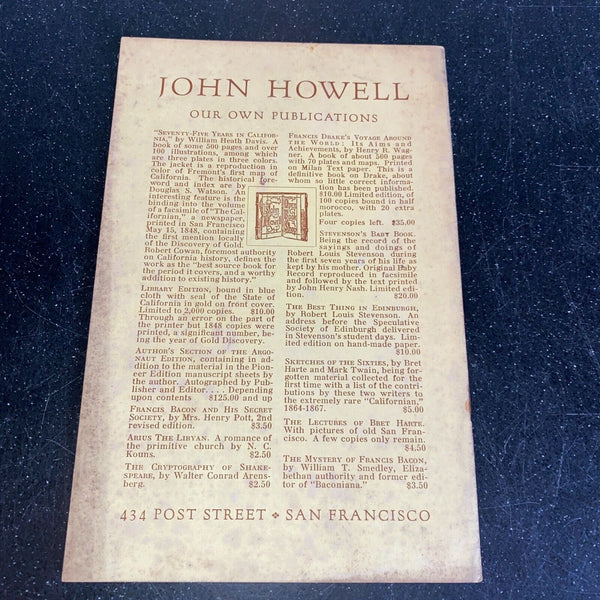 JOHN HOWELL
OUR OWN PUBLICATIONS
"SEVENTY-FIVE YEARS IN CALIFOR-
NIA," by William Heath Davis. A
book of some 500 pages and over
100 illustrations, among which
are three plates in three colors.
The jacket is a reproduction in
color of Fremont's first map of
California. The historical fore-
word and index are by
Douglas S. Watson. An
interesting feature is the
binding into the volume
of a facsimile of "The Cal-
ifornian," a newspaper,
printed in San Francisco
May 15, 1848, containing
the first mention locally
of the Discovery of Gold.
Robert Cowan, foremost authority
on California history, defines the
work as the "best source book for
the period it covers, and a worthy
addition to existing history."
LIBRARY EDITION, bound in blue
cloth with seal of the State of
California in gold on front cover.
Limited to 2,000 copies. $10.00
Through an error on the part of
the printer but 1848 copies were
printed, a significant number, be-
ing the year of Gold Discovery.
AUTHOR'S SECTION OF THE ARGO-
NAUT EDITION, containing in ad-
dition to the material in the Pion-
eer Edition manuscript sheets by
the author. Autographed by Pub-
lisher and Editor. . . . Depending
upon contents $125.00 and up
FRANCIS BACON AND HIS SECRET
SOCIETY, by Mrs. Henry Pott, 2nd
revised edition. $3.50
ARIUS THE LIBYAN. A romance of
the primitive church by N. C.
Kouns. $2.50
THE CRYPTOGRAPHY OF SHAKE-
SPEARE, by Walter Conrad Arens-
berg. $2.50
FRANCIS DRAKE'S VOYAGE AROUND
THE WORLD: Its Aims and
Achievements, by Henry R. Wag-
ner. A book of about 500 pages
with 70 plates and maps. Printed
on Milan Text paper. This is a
definitive book on Drake, about
whom so little correct informa-
tion has been published.
$10.00 Limited edition, of
100 copies bound in half
morocco, with 20 extra
plates.
Four copies left. $35.00
STEVENSON'S BABY BOOK.
Being the record of the
sayings and doings of
Robert Louis Stevenson during
the first seven years of his life as
kept by his mother. Original Baby
Record reproduced in facsimile
and followed by the text printed
by John Henry Nash. Limited edi-
tion. $20.00
THE BEST THING IN EDINBURGH,
by Robert Louis Stevenson. An
address before the Speculative
Society of Edinburgh delivered
in Stevenson's student days. Lim-
ited edition on hand-made paper.
$10.00
SKETCHES OF THE SIXTIES, by Bret
Harte and Mark Twain, being for-
gotten material collected for the
first time with a list of the contri-
butions by these two writers to
the extremely rare "Californian,"
1864-1867. $5.00
THE LECTURES OF BRET HARTE.
With pictures of old San Fran-
cisco. A few copies only remain.
$4.50
THE MYSTERY OF FRANCIS BACON,
by William T. Smedley, Eliza-
bethan authority and former edi-
tor of "Baconiana." $3.50
434 POST STREET ❖ SAN FRANCISCO